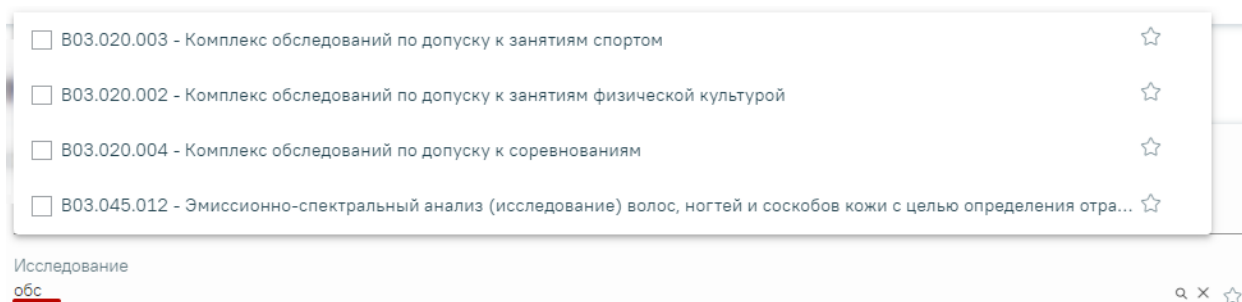 B03.020.003 - Комплекс обследований по допуску к занятиям спортом
B03.020.002 - Комплекс обследований по допуску к занятиям физической культурой
B03.020.004 - Комплекс обследований по допуску к соревнованиям
B03.045.012 - Эмиссионно-спектральный анализ (исследование) волос, ногтей и соскобов кожи с целью определения отра...
Исследование
обс